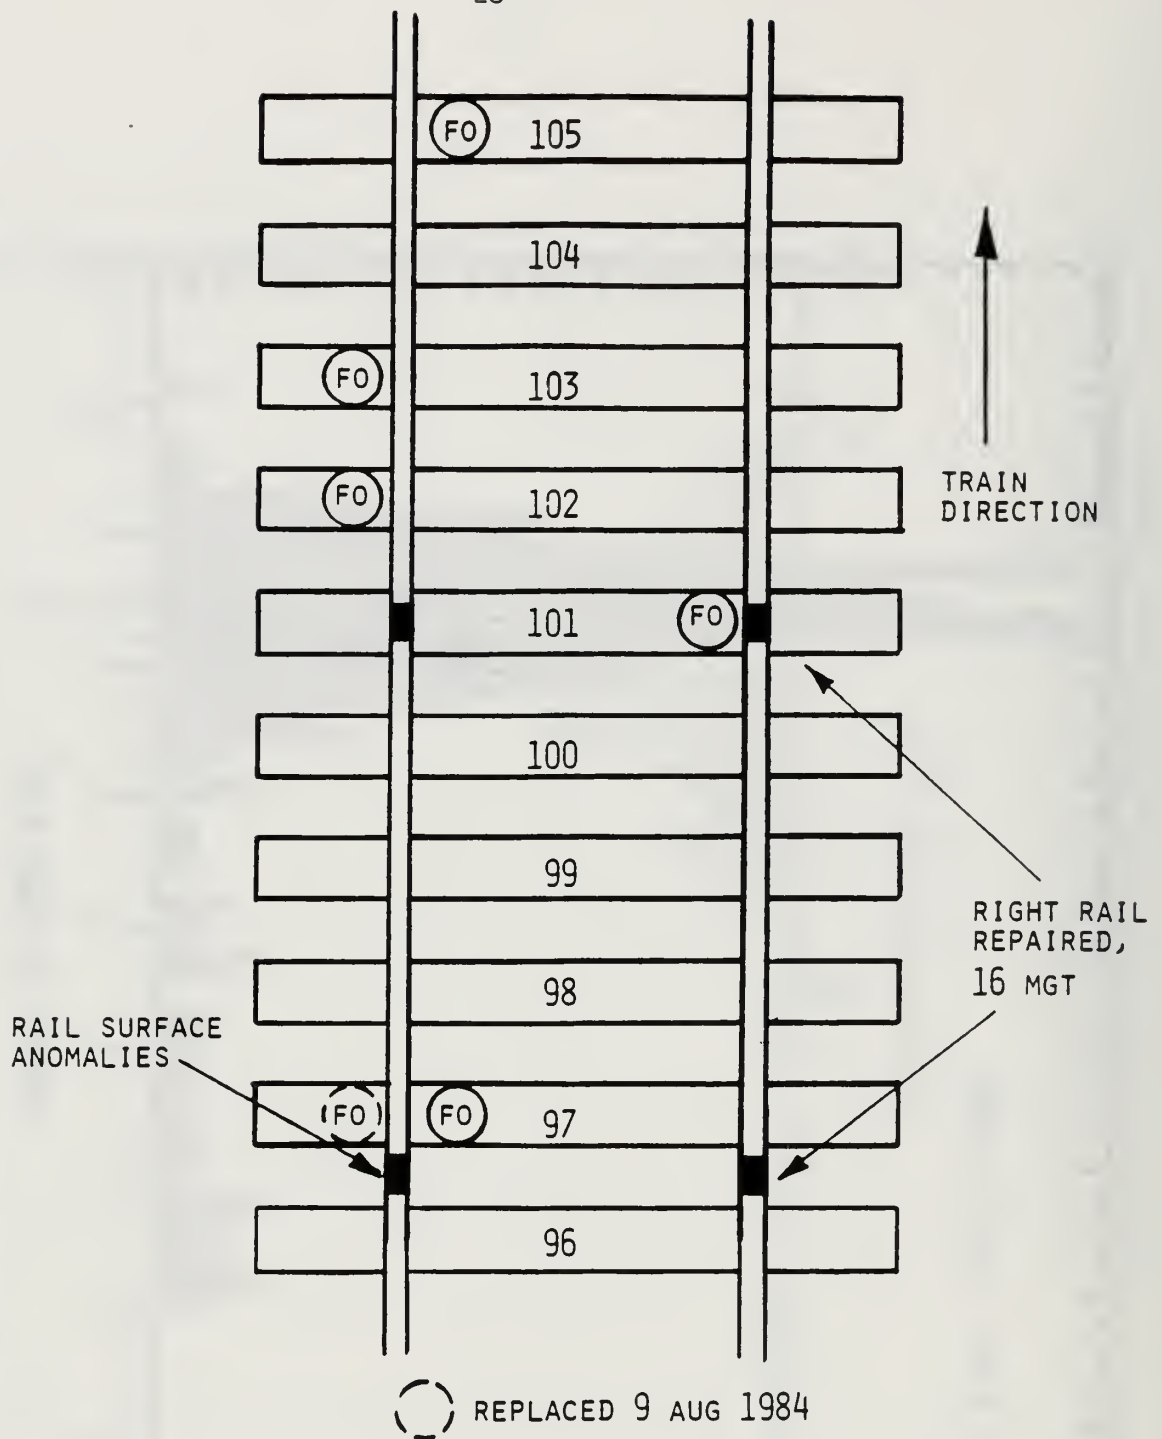 FO 105
104
FO 103
FO 102
TRAIN
DIRECTION
101 FO
100
99
RIGHT RAIL
REPAIRED,
16 MGT
98
RAIL SURFACE
ANOMALIES
FO FO 97
96
REPLACED 9 AUG 1984